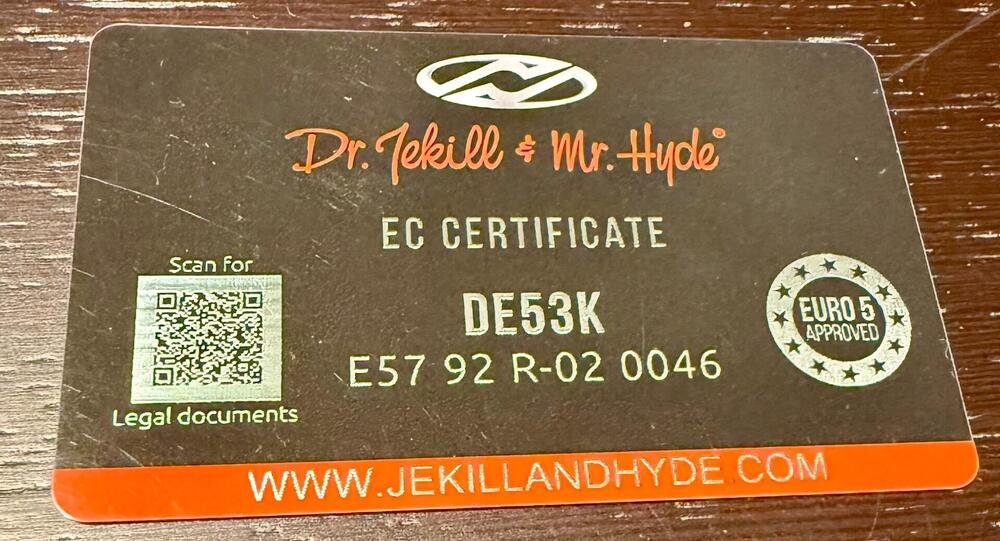 Dr. Jekill & Mr. Hyde®
EC CERTIFICATE
Scan for
Legal documents
DE53K
E57 92 R-02 0046
EURO 5
APPROVED
WWW.JEKILLANDHYDE.COM